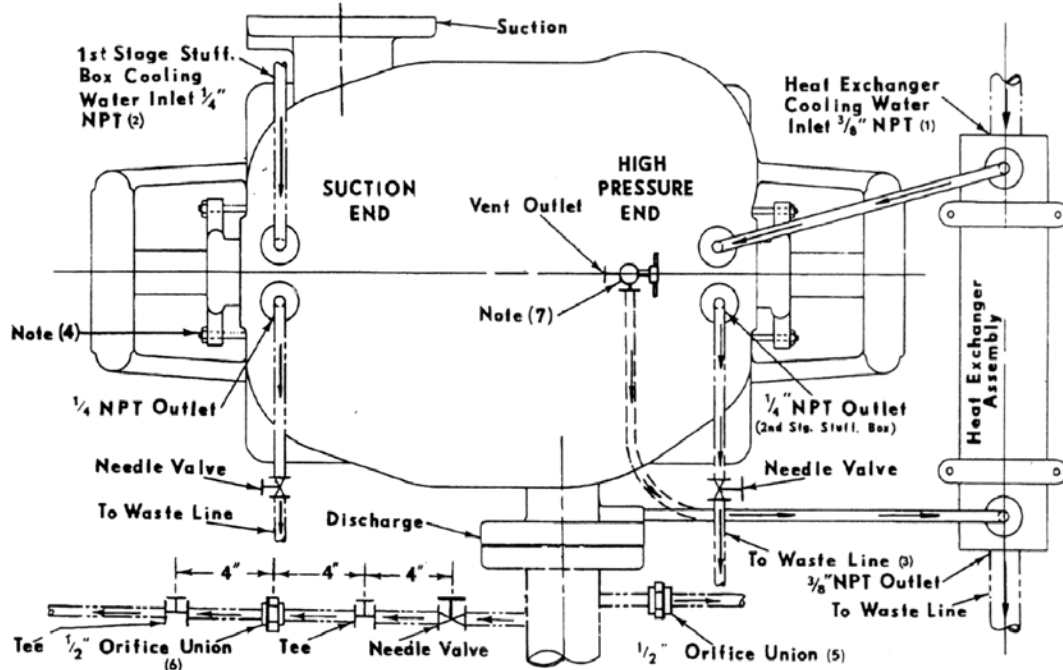 Suction
1st Stage Stuff.
Box Cooling
Water Inlet 1/4"
NPT (2)
Heat Exchanger
Cooling Water
Inlet 3/8" NPT (1)
SUCTION
END
HIGH
PRESSURE
END
Vent Outlet
Note (4)
Note (7)
1/4 NPT Outlet
1/4" NPT Outlet
(2nd Stg. Stuff. Box)
Heat Exchanger
Assembly
Needle Valve
Needle Valve
To Waste Line
Discharge
To Waste Line (3)
3/8" NPT Outlet
To Waste Line
4"
4"
4"
Tee
1/2" Orifice Union
(6)
Tee
Needle Valve
1/2" Orifice Union (5)